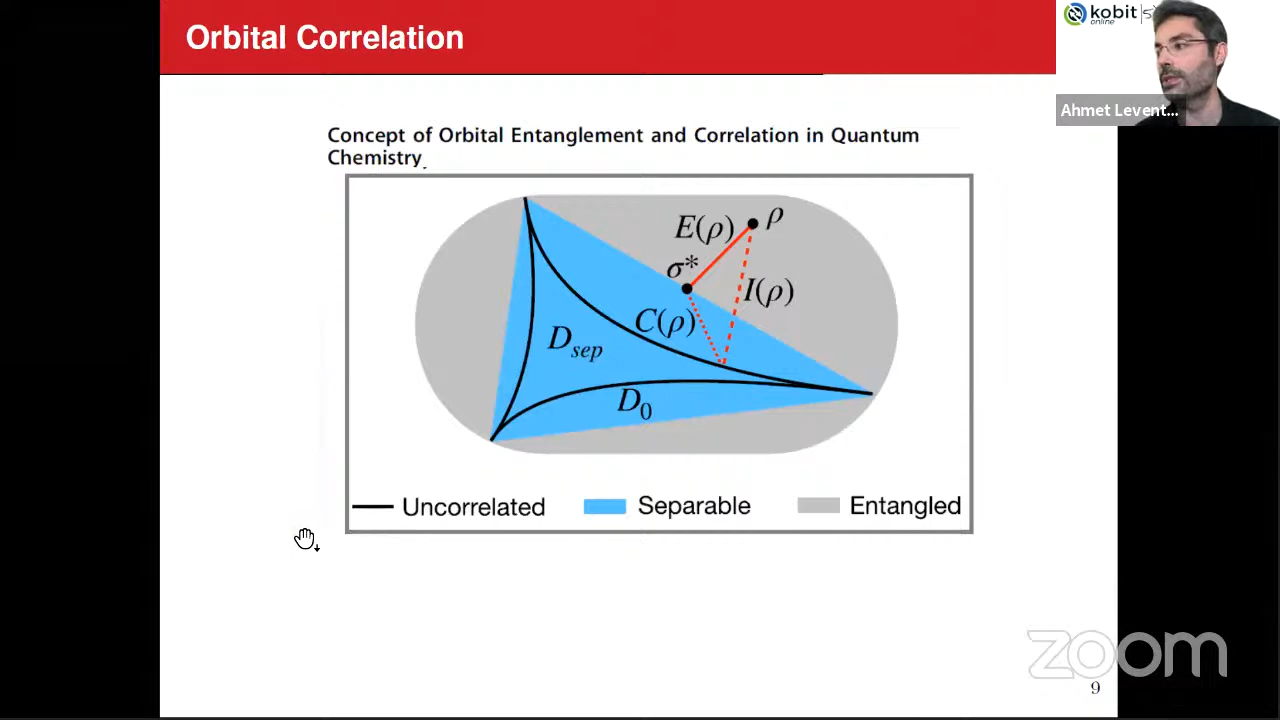 Orbital Correlation
kobit
online
Ahmet Levent...
Concept of Orbital Entanglement and Correlation in Quantum
Chemistry
E(ρ)
ρ
σ*
I(ρ)
C(ρ)
D_sep
D_0
Uncorrelated
Separable
Entangled
zoom
9